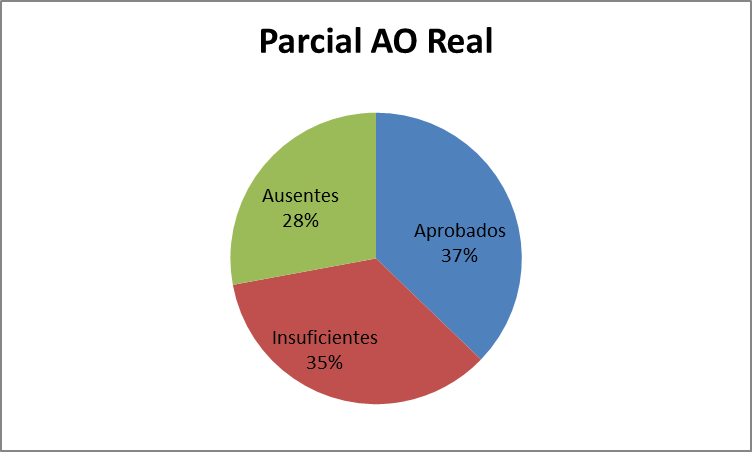 Parcial AO Real
Ausentes
28%
Aprobados
37%
Insuficientes
35%